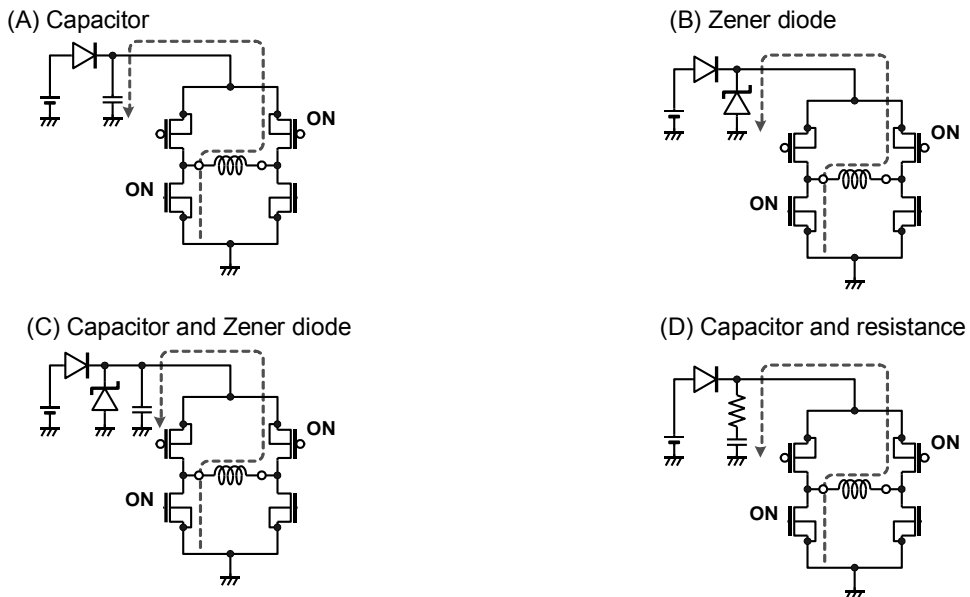 (A) Capacitor
(B) Zener diode
ON
ON
ON
ON
(C) Capacitor and Zener diode
(D) Capacitor and resistance
ON
ON
ON
ON